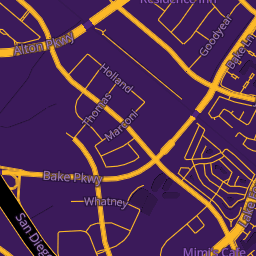 Residence Inn
Goodyear
Alton Pkwy
Holland
Thomas
Marconi
Bake Pkwy
Whatney
San Diego
Mimi's Cafe